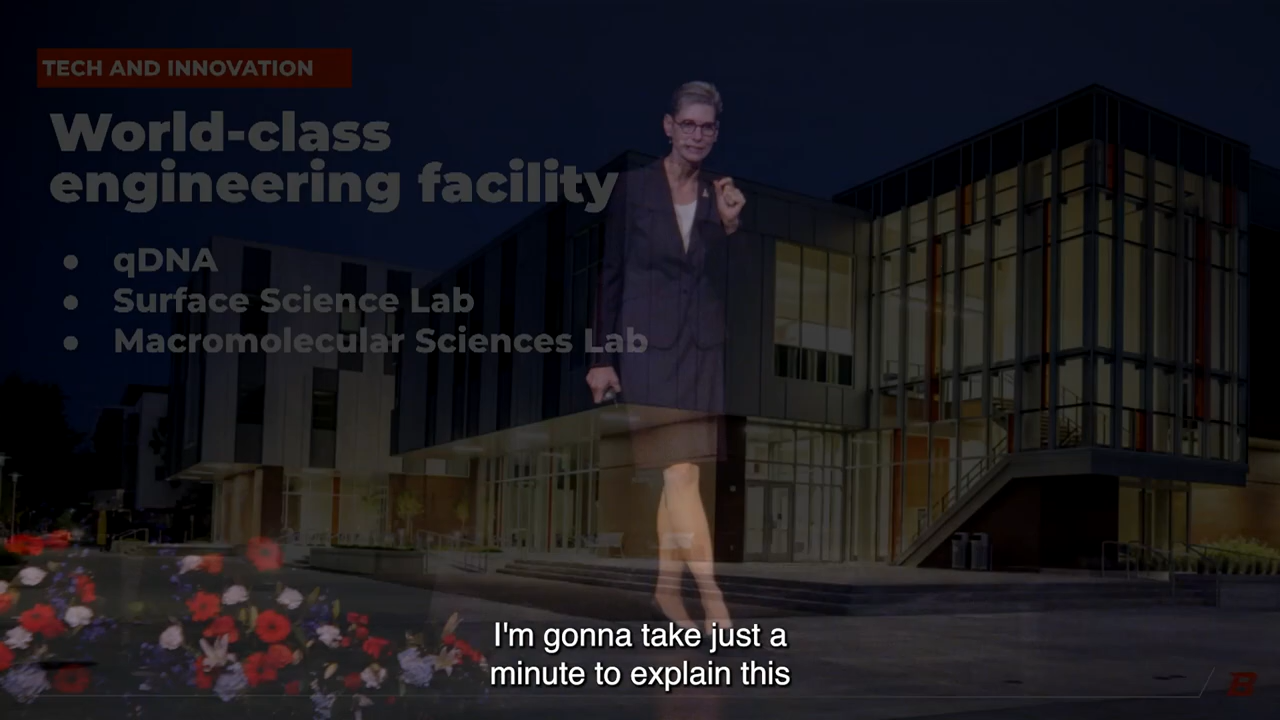 TECH AND INNOVATION
World-class
engineering facility
● qDNA
● Surface Science Lab
● Macromolecular Sciences Lab
I'm gonna take just a
minute to explain this
B